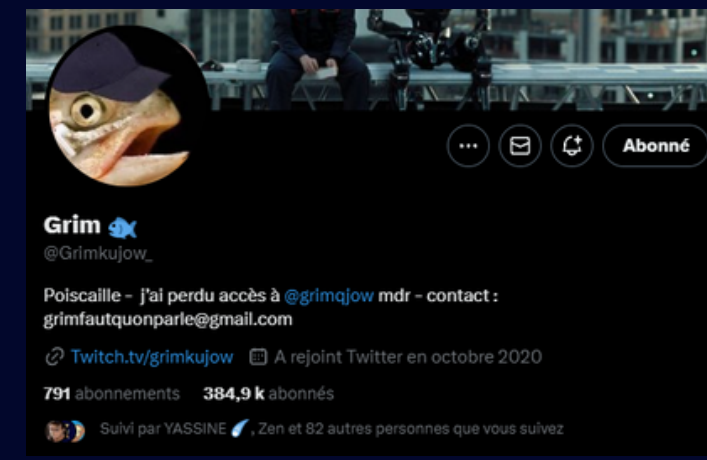 Abonné
Grim 🐟
@Grimkujow_
Poiscaille - j'ai perdu accès à @grimqjow mdr - contact :
grimfautquonparle@gmail.com
Twitch.tv/grimkujow A rejoint Twitter en octobre 2020
791 abonnements 384,9 k abonnés
Suivi par YASSINE ☄️, Zen et 82 autres personnes que vous suivez